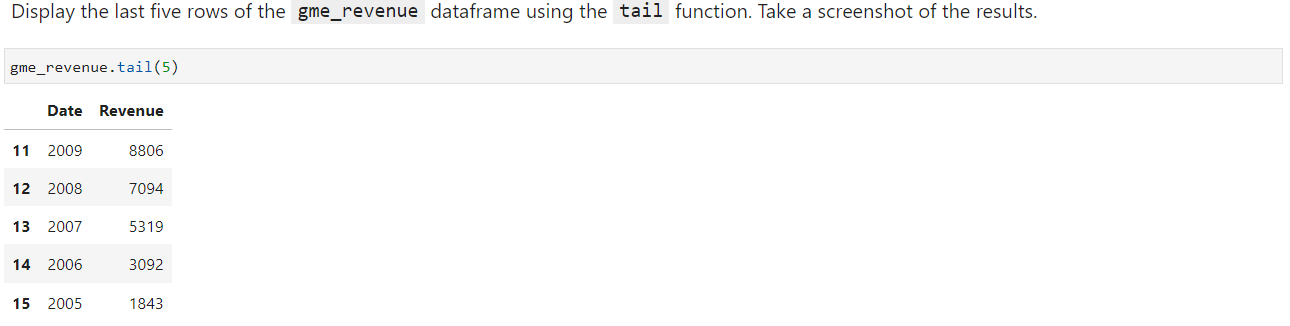 Display the last five rows of the gme_revenue dataframe using the tail function. Take a screenshot of the results.
gme_revenue.tail(5)
Date Revenue
11 2009 8806
12 2008 7094
13 2007 5319
14 2006 3092
15 2005 1843